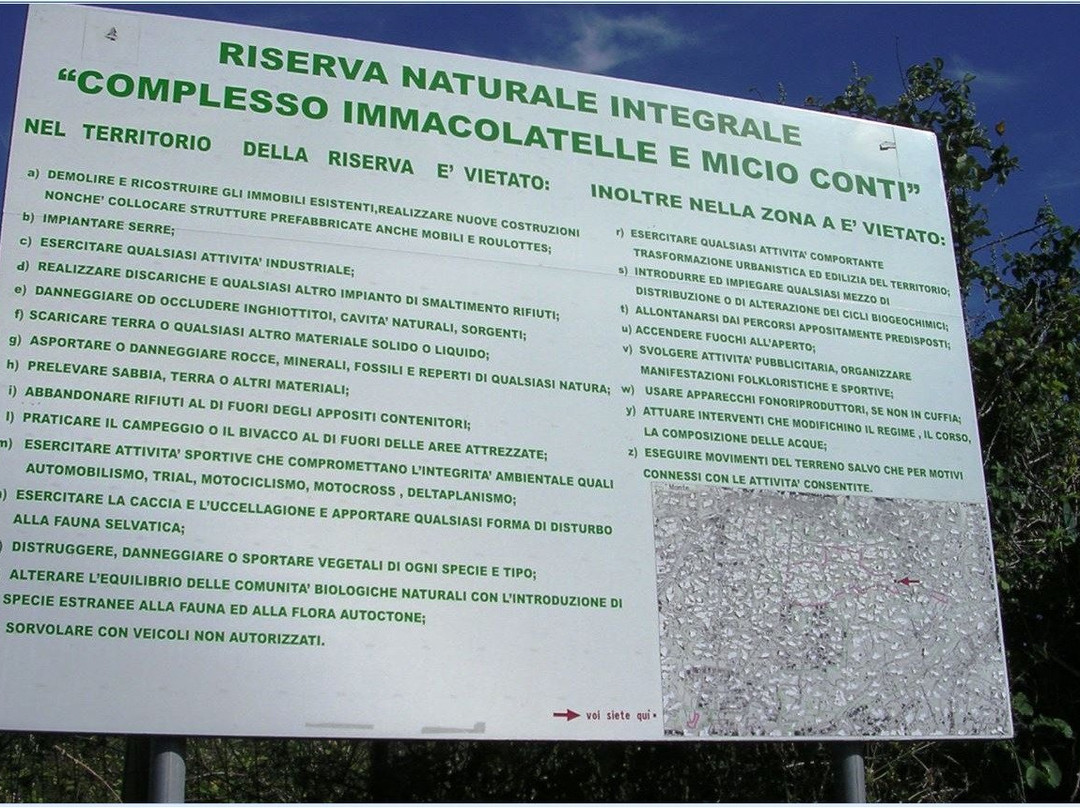 RISERVA NATURALE INTEGRALE
“COMPLESSO IMMACOLATELLE E MICIO CONTI”
NEL TERRITORIO DELLA RISERVA E’ VIETATO:
a) DEMOLIRE E RICOSTRUIRE GLI IMMOBILI ESISTENTI,REALIZZARE NUOVE COSTRUZIONI
NONCHE’ COLLOCARE STRUTTURE PREFABBRICATE ANCHE MOBILI E ROULOTTES;
b) IMPIANTARE SERRE;
c) ESERCITARE QUALSIASI ATTIVITA’ INDUSTRIALE;
d) REALIZZARE DISCARICHE E QUALSIASI ALTRO IMPIANTO DI SMALTIMENTO RIFIUTI;
e) DANNEGGIARE OD OCCLUDERE INGHIOTTITOI, CAVITA’ NATURALI, SORGENTI;
f) SCARICARE TERRA O QUALSIASI ALTRO MATERIALE SOLIDO O LIQUIDO;
g) ASPORTARE O DANNEGGIARE ROCCE, MINERALI, FOSSILI E REPERTI DI QUALSIASI NATURA;
h) PRELEVARE SABBIA, TERRA O ALTRI MATERIALI;
i) ABBANDONARE RIFIUTI AL DI FUORI DEGLI APPOSITI CONTENITORI;
l) PRATICARE IL CAMPEGGIO O IL BIVACCO AL DI FUORI DELLE AREE ATTREZZATE;
m) ESERCITARE ATTIVITA’ SPORTIVE CHE COMPROMETTANO L’INTEGRITA’ AMBIENTALE QUALI
AUTOMOBILISMO, TRIAL, MOTOCICLISMO, MOTOCROSS , DELTAPLANISMO;
) ESERCITARE LA CACCIA E L’UCCELLAGIONE E APPORTARE QUALSIASI FORMA DI DISTURBO
ALLA FAUNA SELVATICA;
) DISTRUGGERE, DANNEGGIARE O SPORTARE VEGETALI DI OGNI SPECIE E TIPO;
ALTERARE L’EQUILIBRIO DELLE COMUNITA’ BIOLOGICHE NATURALI CON L’INTRODUZIONE DI
SPECIE ESTRANEE ALLA FAUNA ED ALLA FLORA AUTOCTONE;
SORVOLARE CON VEICOLI NON AUTORIZZATI.
INOLTRE NELLA ZONA A E’ VIETATO:
r) ESERCITARE QUALSIASI ATTIVITA’ COMPORTANTE
TRASFORMAZIONE URBANISTICA ED EDILIZIA DEL TERRITORIO;
s) INTRODURRE ED IMPIEGARE QUALSIASI MEZZO DI
DISTRIBUZIONE O DI ALTERAZIONE DEI CICLI BIOGEOCHIMICI;
t) ALLONTANARSI DAI PERCORSI APPOSITAMENTE PREDISPOSTI;
u) ACCENDERE FUOCHI ALL’APERTO;
v) SVOLGERE ATTIVITA’ PUBBLICITARIA, ORGANIZZARE
MANIFESTAZIONI FOLKLORISTICHE E SPORTIVE;
w) USARE APPARECCHI FONORIPRODUTTORI, SE NON IN CUFFIA;
y) ATTUARE INTERVENTI CHE MODIFICHINO IL REGIME , IL CORSO,
LA COMPOSIZIONE DELLE ACQUE;
z) ESEGUIRE MOVIMENTI DEL TERRENO SALVO CHE PER MOTIVI
CONNESSI CON LE ATTIVITA’ CONSENTITE.
voi siete qui